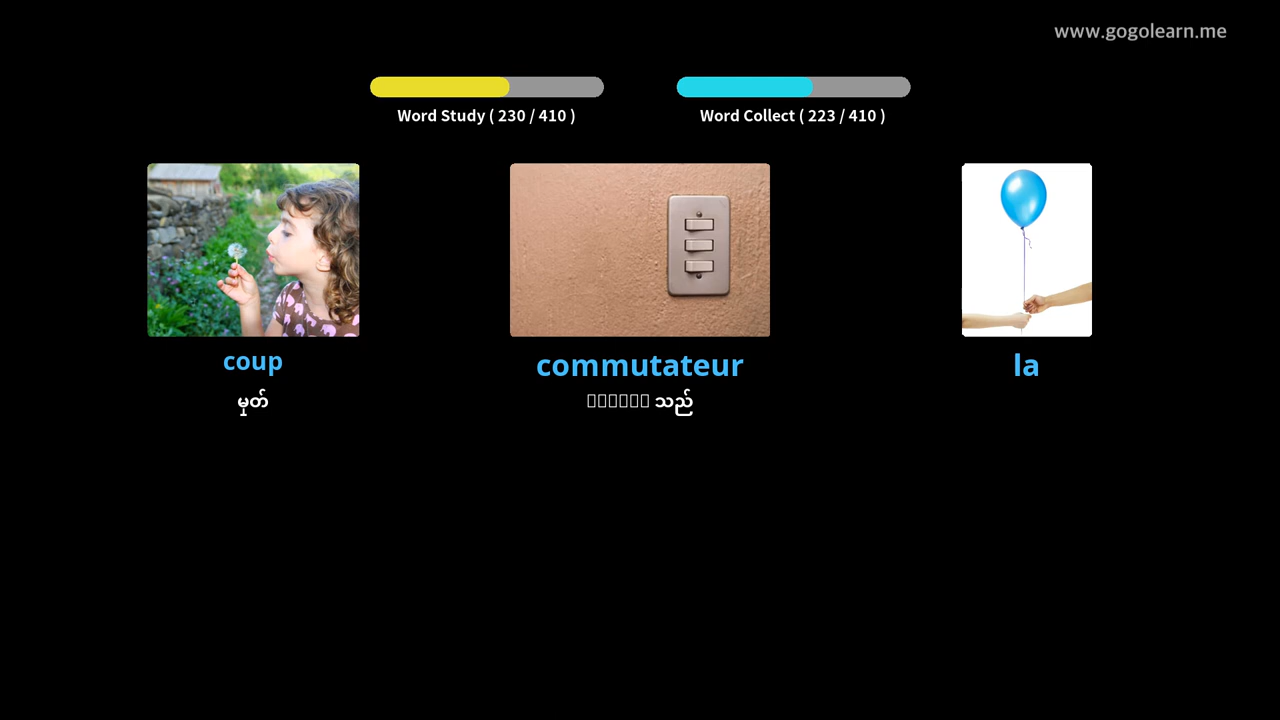 www.gogolearn.me
Word Study ( 230 / 410 )
Word Collect ( 223 / 410 )
coup
commutateur
la
မှုတ်
သည်